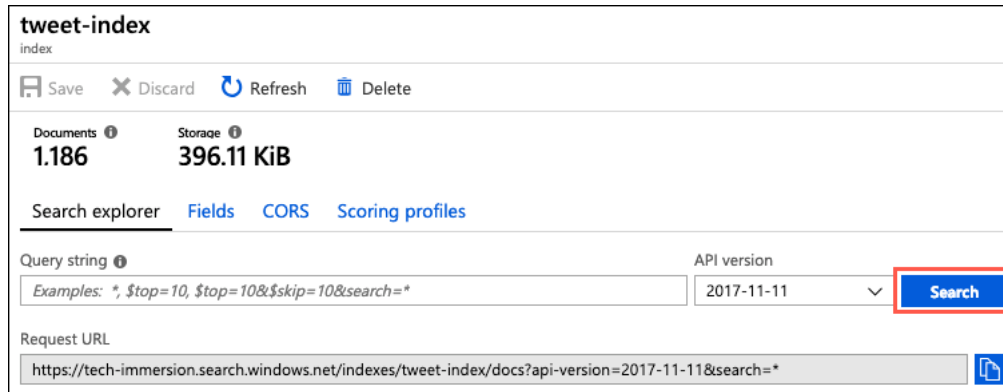 tweet-index
index
Save Discard Refresh Delete
Documents Storage
1,186 396.11 KiB
Search explorer Fields CORS Scoring profiles
Query string API version
Examples: *, $top=10, $top=10&$skip=10&search=* 2017-11-11 Search
Request URL
https://tech-immersion.search.windows.net/indexes/tweet-index/docs?api-version=2017-11-11&search=*